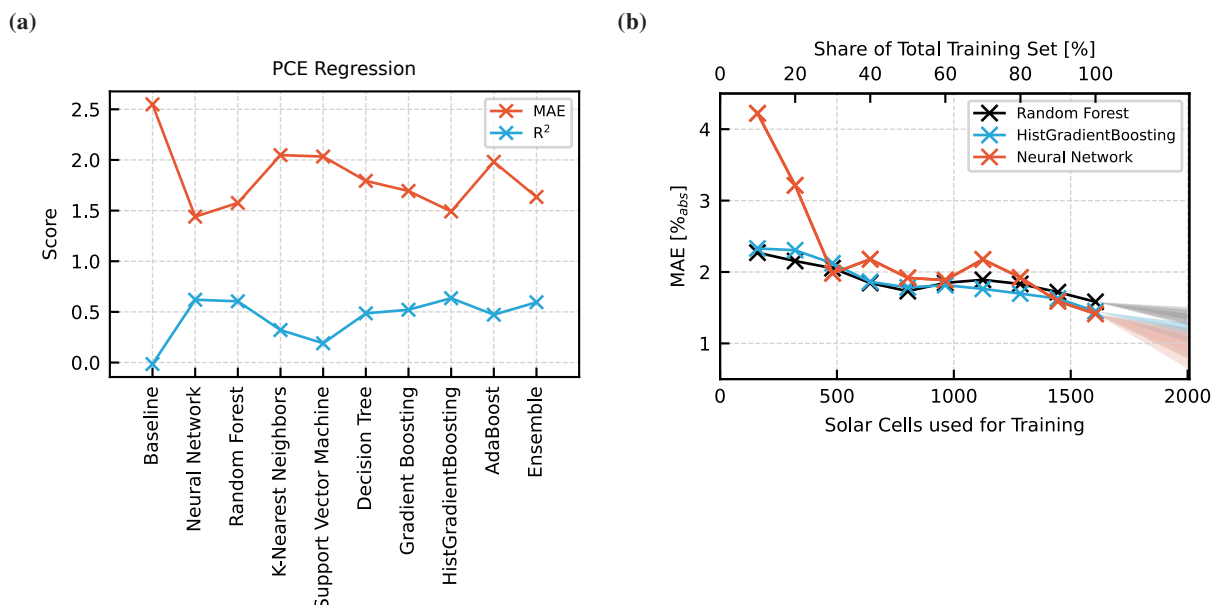 (a)
PCE Regression
MAE
R²
Score
2.5
2.0
1.5
1.0
0.5
0.0
Baseline
Neural Network
Random Forest
K-Nearest Neighbors
Support Vector Machine
Decision Tree
Gradient Boosting
HistGradientBoosting
AdaBoost
Ensemble
(b)
Share of Total Training Set [%]
0 20 40 50 60 80 90 100
Random Forest
HistGradientBoosting
Neural Network
MAE [%abs]
4
3
2
1
0 500 1000 1500 2000
Solar Cells used for Training